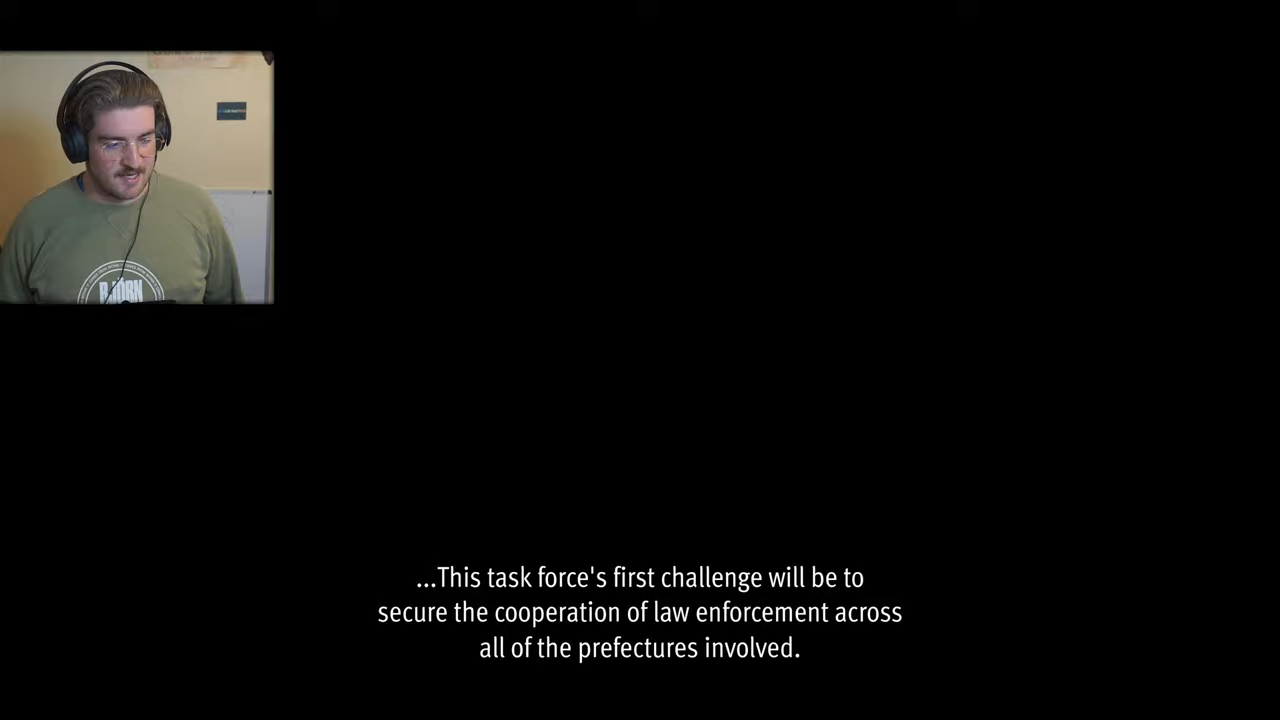 BJÖRN
...This task force's first challenge will be to
secure the cooperation of law enforcement across
all of the prefectures involved.